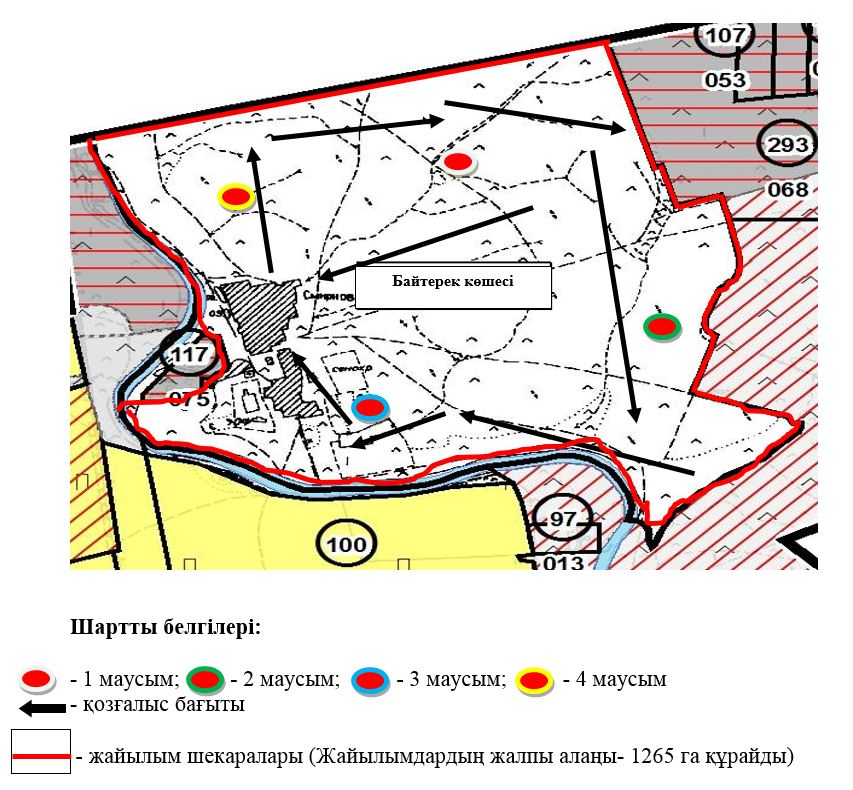 107
053
293
068
Байтерек көшесі
Смирнов
117
075
97
013
100
Шартты белгілері:
- 1 маусым; - 2 маусым; - 3 маусым; - 4 маусым
- қозғалыс бағыты
- жайылым шекаралары (Жайылымдардың жалпы алаңы- 1265 га құрайды)